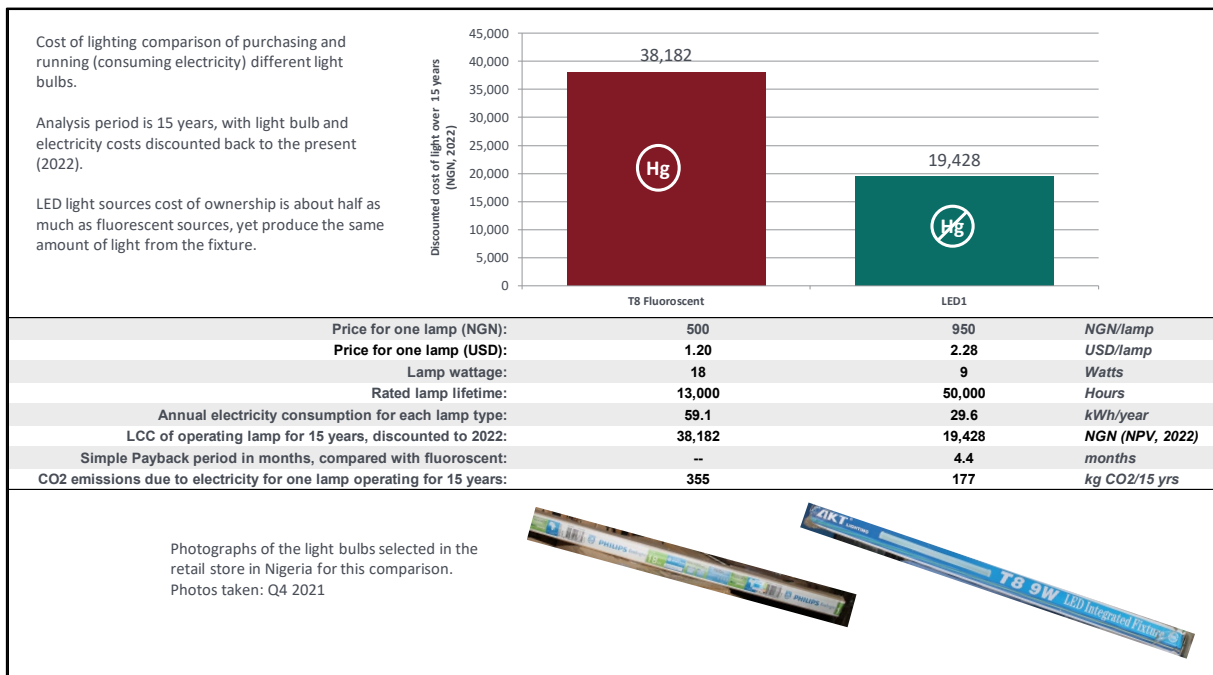 Cost of lighting comparison of purchasing and
running (consuming electricity) different light
bulbs.
Analysis period is 15 years, with light bulb and
electricity costs discounted back to the present
(2022).
LED light sources cost of ownership is about half as
much as fluorescent sources, yet produce the same
amount of light from the fixture.
Discounted cost of light over 15 years
(NGN, 2022)
45,000
40,000
35,000
30,000
25,000
20,000
15,000
10,000
5,000
0
38,182
Hg
19,428
Hg
T8 Fluoroscent
LED1
Price for one lamp (NGN): 500 950 NGN/lamp
Price for one lamp (USD): 1.20 2.28 USD/lamp
Lamp wattage: 18 9 Watts
Rated lamp lifetime: 13,000 50,000 Hours
Annual electricity consumption for each lamp type: 59.1 29.6 kWh/year
LCC of operating lamp for 15 years, discounted to 2022: 38,182 19,428 NGN (NPV, 2022)
Simple Payback period in months, compared with fluoroscent: -- 4.4 months
CO2 emissions due to electricity for one lamp operating for 15 years: 355 177 kg CO2/15 yrs
Photographs of the light bulbs selected in the
retail store in Nigeria for this comparison.
Photos taken: Q4 2021
PHILIPS
T8
PHILIPS
AKT LIGHTING
T8 9W LED Integrated Fixture